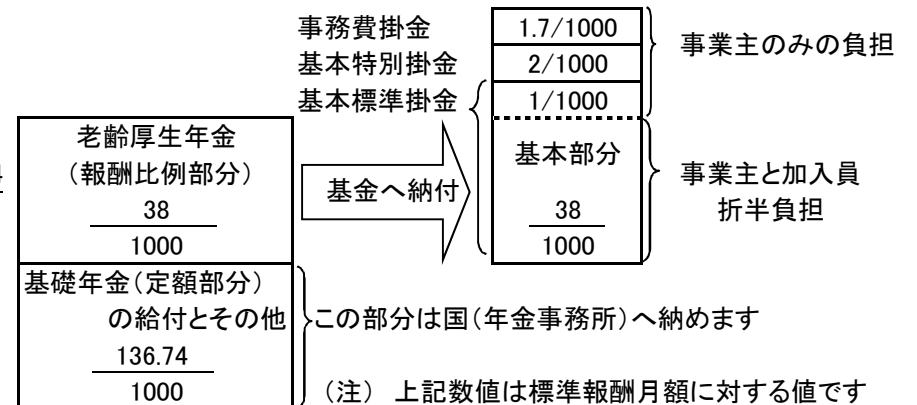 事務費掛金
1.7/1000
基本特別掛金
2/1000
事業主のみの負担
基本標準掛金
1/1000
老齢厚生年金
(報酬比例部分)
38
1000
基金へ納付
基本部分
38
1000
事業主と加入員
折半負担
基礎年金(定額部分)
の給付とその他
136.74
1000
この部分は国(年金事務所)へ納めます
(注) 上記数値は標準報酬月額に対する値です